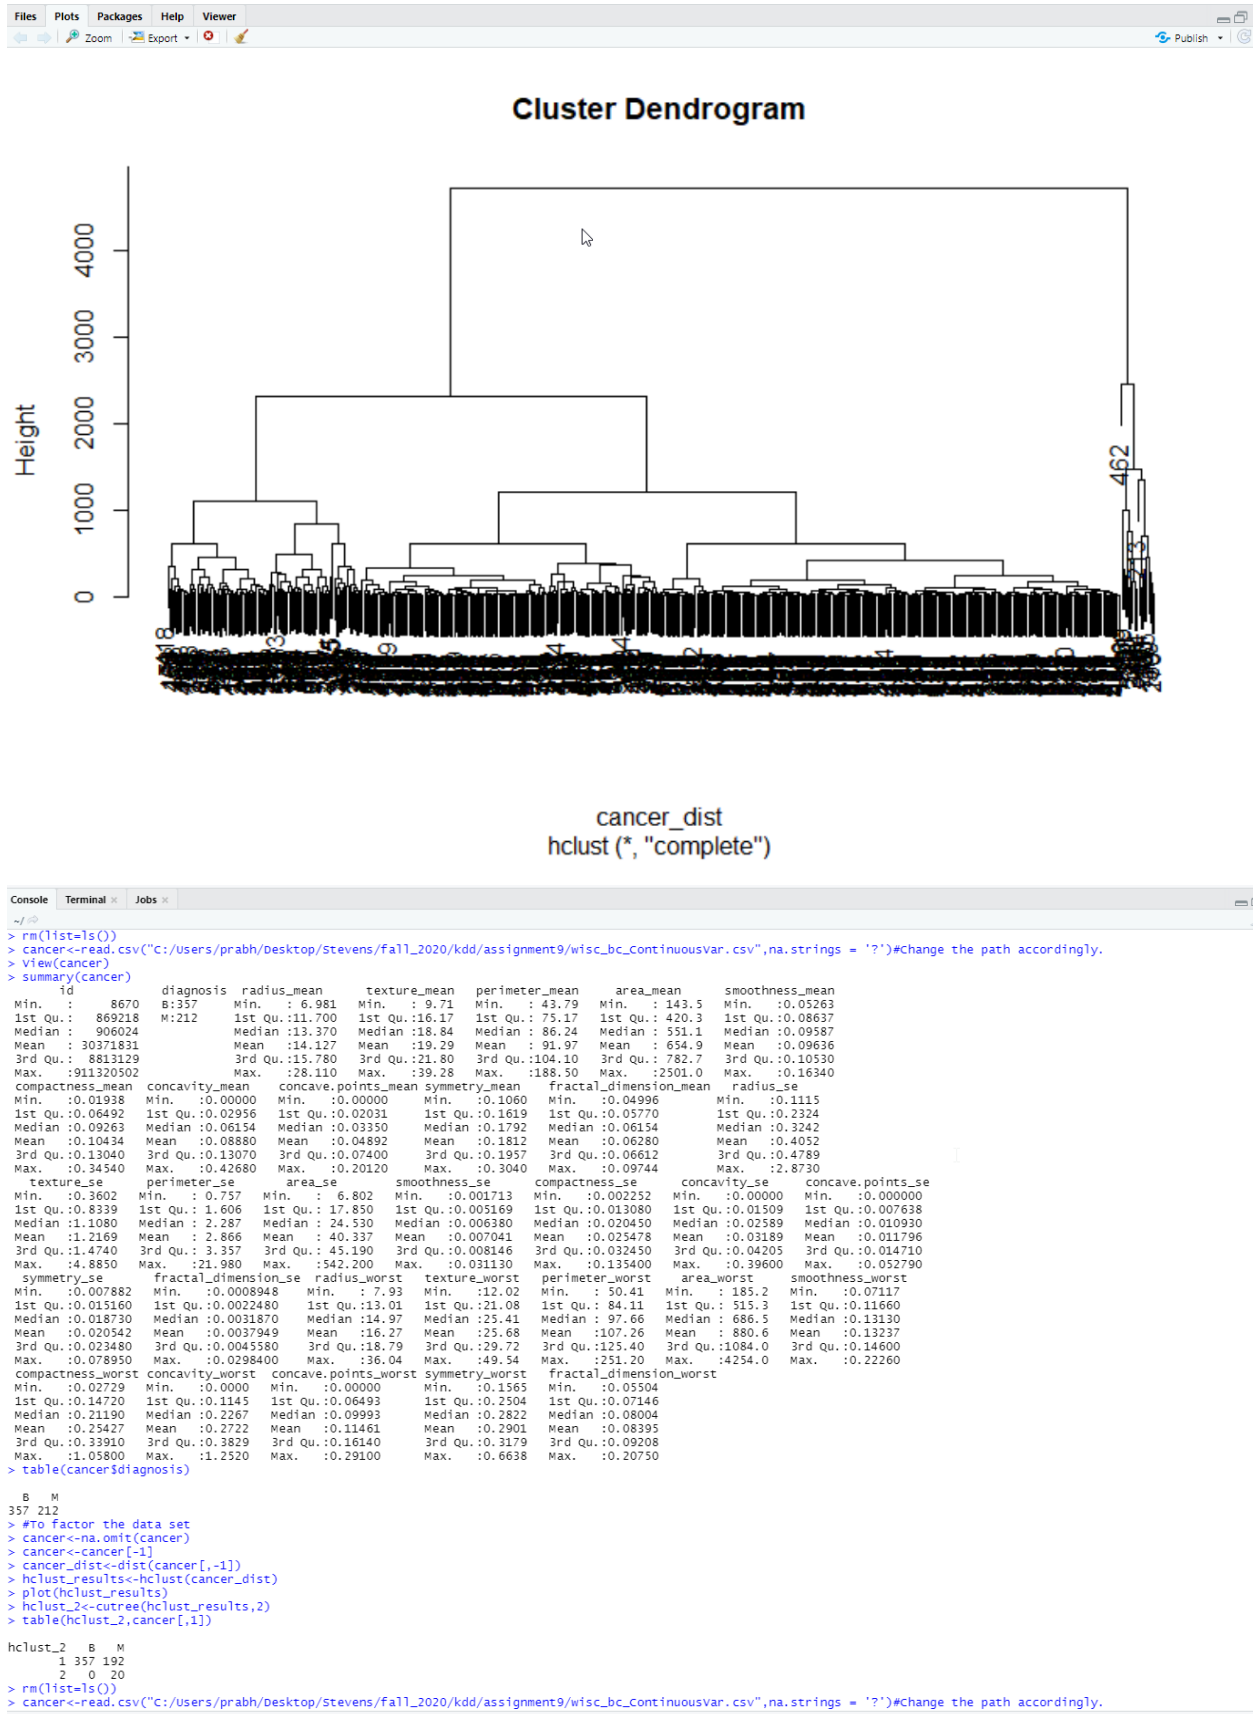 Files Plots Packages Help Viewer
Zoom Export Publish
Cluster Dendrogram
Height
0 1000 2000 3000 4000
462
213
cancer_dist
hclust (*, "complete")
Console Terminal × Jobs ×
~/
> rm(list=ls())
> cancer<-read.csv("C:/Users/prabh/Desktop/Stevens/fall_2020/kdd/assignment9/wisc_bc_ContinuousVar.csv",na.strings = '?')#Change the path accordingly.
> View(cancer)
> summary(cancer)
id diagnosis radius_mean texture_mean perimeter_mean area_mean smoothness_mean
Min. : 8670 B:357 Min. : 6.981 Min. : 9.71 Min. : 43.79 Min. : 143.5 Min. :0.05263
1st Qu.: 869218 M:212 1st Qu.:11.700 1st Qu.:16.17 1st Qu.: 75.17 1st Qu.: 420.3 1st Qu.:0.08637
Median : 906024 Median :13.370 Median :18.84 Median : 86.24 Median : 551.1 Median :0.09587
Mean : 30371831 Mean :14.127 Mean :19.29 Mean : 91.97 Mean : 654.9 Mean :0.09636
3rd Qu.: 8813129 3rd Qu.:15.780 3rd Qu.:21.80 3rd Qu.:104.10 3rd Qu.: 782.7 3rd Qu.:0.10530
Max. :911320502 Max. :28.110 Max. :39.28 Max. :188.50 Max. :2501.0 Max. :0.16340
compactness_mean concavity_mean concave.points_mean symmetry_mean fractal_dimension_mean radius_se
Min. :0.01938 Min. :0.00000 Min. :0.00000 Min. :0.1060 Min. :0.04996 Min. :0.1115
1st Qu.:0.06492 1st Qu.:0.02956 1st Qu.:0.02031 1st Qu.:0.1619 1st Qu.:0.05770 1st Qu.:0.2324
Median :0.09263 Median :0.06154 Median :0.03350 Median :0.1792 Median :0.06154 Median :0.3242
Mean :0.10434 Mean :0.08880 Mean :0.04892 Mean :0.1812 Mean :0.06280 Mean :0.4052
3rd Qu.:0.13040 3rd Qu.:0.13070 3rd Qu.:0.07400 3rd Qu.:0.1957 3rd Qu.:0.06612 3rd Qu.:0.4789
Max. :0.34540 Max. :0.42680 Max. :0.20120 Max. :0.3040 Max. :0.09744 Max. :2.8730
texture_se perimeter_se area_se smoothness_se compactness_se concavity_se concave.points_se
Min. :0.3602 Min. : 0.757 Min. : 6.802 Min. :0.001713 Min. :0.002252 Min. :0.00000 Min. :0.000000
1st Qu.:0.8339 1st Qu.: 1.606 1st Qu.: 17.850 1st Qu.:0.005169 1st Qu.:0.013080 1st Qu.:0.01509 1st Qu.:0.007638
Median :1.1080 Median : 2.287 Median : 24.530 Median :0.006380 Median :0.020450 Median :0.02589 Median :0.010930
Mean :1.2169 Mean : 2.866 Mean : 40.337 Mean :0.007041 Mean :0.025478 Mean :0.03189 Mean :0.011796
3rd Qu.:1.4740 3rd Qu.: 3.357 3rd Qu.: 45.190 3rd Qu.:0.008146 3rd Qu.:0.032450 3rd Qu.:0.04205 3rd Qu.:0.014710
Max. :4.8850 Max. :21.980 Max. :542.200 Max. :0.031130 Max. :0.135400 Max. :0.39600 Max. :0.052790
symmetry_se fractal_dimension_se radius_worst texture_worst perimeter_worst area_worst smoothness_worst
Min. :0.007882 Min. :0.0008948 Min. : 7.93 Min. :12.02 Min. : 50.41 Min. : 185.2 Min. :0.07117
1st Qu.:0.015160 1st Qu.:0.0022480 1st Qu.:13.01 1st Qu.:21.08 1st Qu.: 84.11 1st Qu.: 515.3 1st Qu.:0.11660
Median :0.018730 Median :0.0031870 Median :14.97 Median :25.41 Median : 97.66 Median : 686.5 Median :0.13130
Mean :0.020542 Mean :0.0037949 Mean :16.27 Mean :25.68 Mean :107.26 Mean : 880.6 Mean :0.13237
3rd Qu.:0.023480 3rd Qu.:0.0045580 3rd Qu.:18.79 3rd Qu.:29.72 3rd Qu.:125.40 3rd Qu.:1084.0 3rd Qu.:0.14600
Max. :0.078950 Max. :0.0298400 Max. :36.04 Max. :49.54 Max. :251.20 Max. :4254.0 Max. :0.22260
compactness_worst concavity_worst concave.points_worst symmetry_worst fractal_dimension_worst
Min. :0.02729 Min. :0.0000 Min. :0.00000 Min. :0.1565 Min. :0.05504
1st Qu.:0.14720 1st Qu.:0.1145 1st Qu.:0.06493 1st Qu.:0.2504 1st Qu.:0.07146
Median :0.21190 Median :0.2267 Median :0.09993 Median :0.2822 Median :0.08004
Mean :0.25427 Mean :0.2722 Mean :0.11461 Mean :0.2901 Mean :0.08395
3rd Qu.:0.33910 3rd Qu.:0.3829 3rd Qu.:0.16140 3rd Qu.:0.3179 3rd Qu.:0.09208
Max. :1.05800 Max. :1.2520 Max. :0.29100 Max. :0.6638 Max. :0.20750
> table(cancer$diagnosis)
B M
357 212
> #To factor the data set
> cancer<-na.omit(cancer)
> cancer<-cancer[-1]
> cancer_dist<-dist(cancer[,-1])
> hclust_results<-hclust(cancer_dist)
> plot(hclust_results)
> hclust_2<-cutree(hclust_results,2)
> table(hclust_2,cancer[,1])
hclust_2 B M
1 357 192
2 0 20
> rm(list=ls())
> cancer<-read.csv("C:/Users/prabh/Desktop/Stevens/fall_2020/kdd/assignment9/wisc_bc_ContinuousVar.csv",na.strings = '?')#Change the path accordingly.